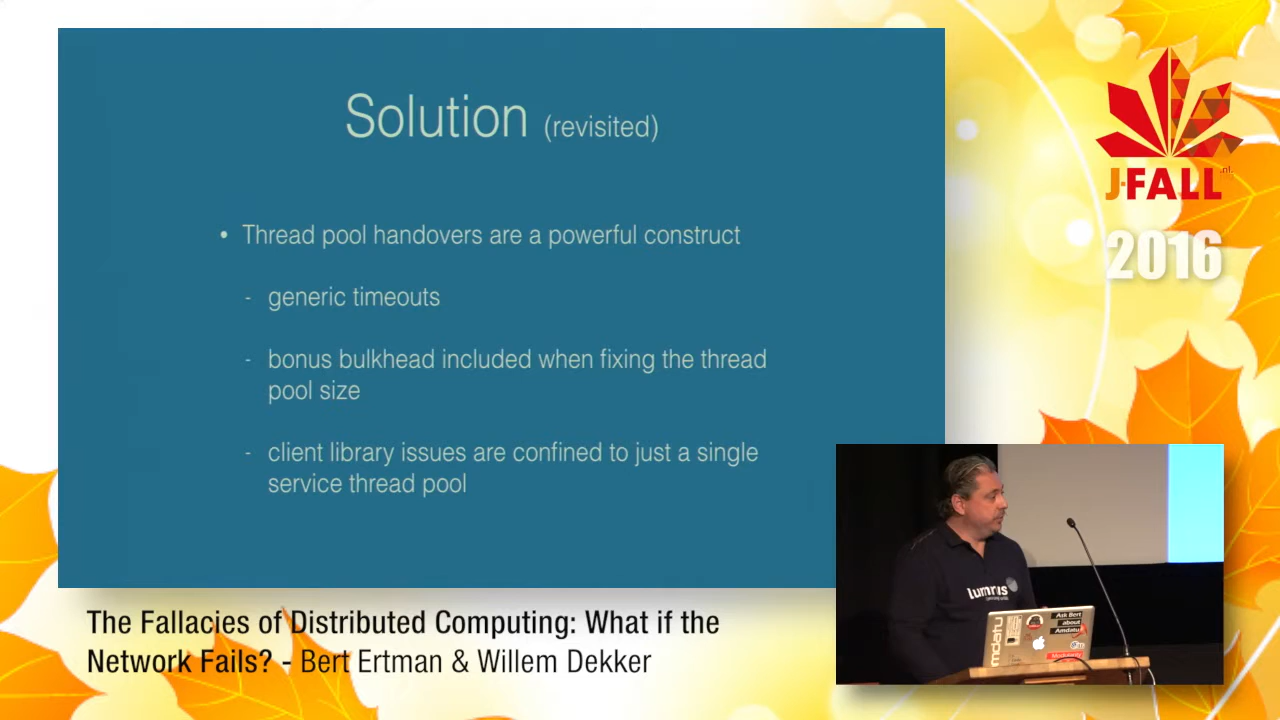 Solution (revisited)
• Thread pool handovers are a powerful construct
- generic timeouts
- bonus bulkhead included when fixing the thread
pool size
- client library issues are confined to just a single
service thread pool
J-FALL
.nl
2016
The Fallacies of Distributed Computing: What if the
Network Fails? - Bert Ertman & Willem Dekker
Ask Bert
about
Amdatu